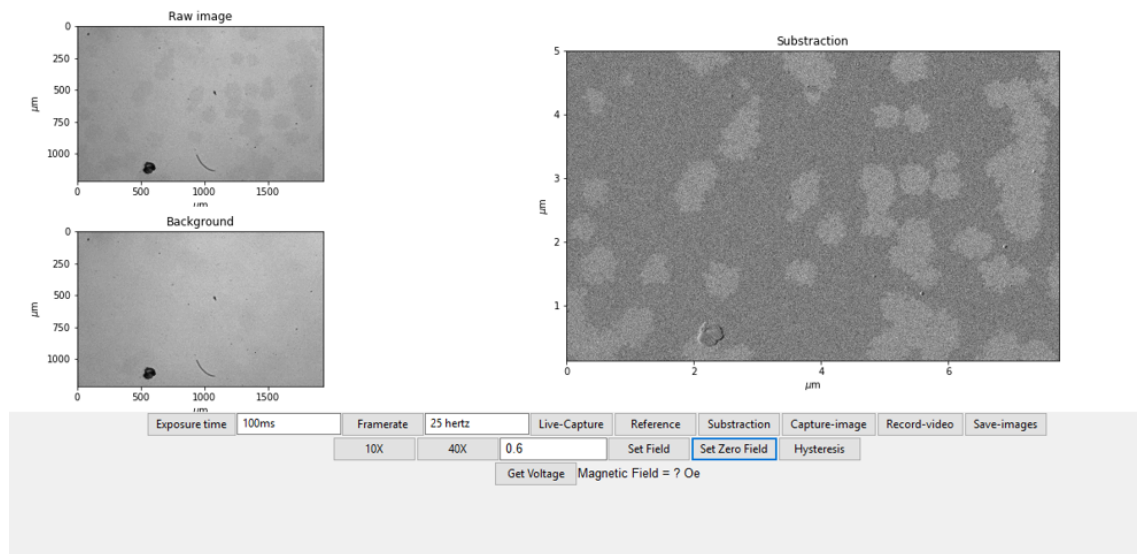 Raw image
0
250
500
750
1000
μm
0 500 1000 1500
μm
Background
0
250
500
750
1000
μm
0 500 1000 1500
μm
Substraction
5
4
3
2
1
μm
0 2 4 6
μm
Exposure time 100ms Framerate 25 hertz Live-Capture Reference Substraction Capture-image Record-video Save-images
10X 40X 0.6 Set Field Set Zero Field Hysteresis
Get Voltage Magnetic Field = ? Oe